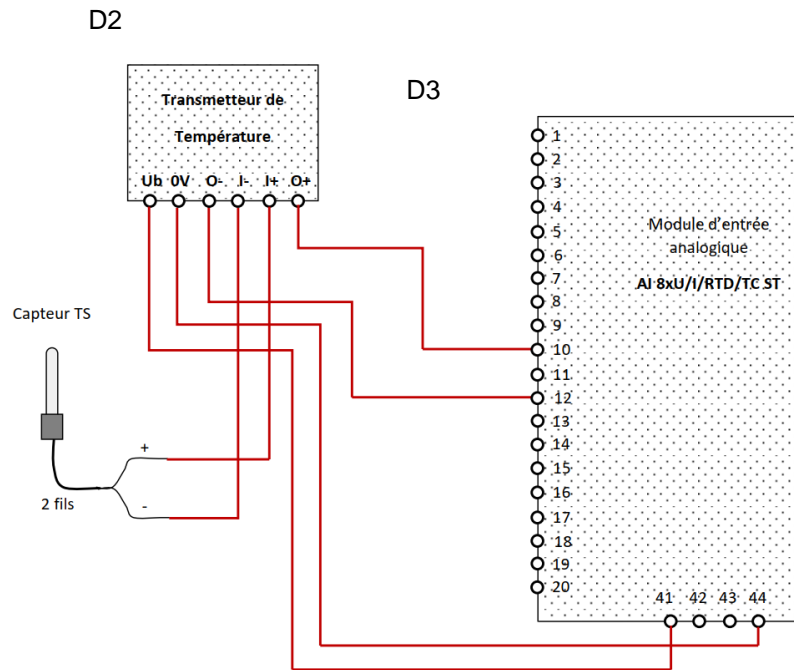 D2
D3
Transmetteur de
Température
Ub 0V O- I- I+ O+
1
2
3
4
5
6
7
8
9
10
11
12
13
14
15
16
17
18
19
20
Module d'entrée
analogique
AI 8xU/I/RTD/TC ST
Capteur TS
+
-
2 fils
41 42 43 44